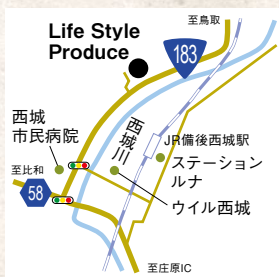 至鳥取
Life Style
Produce
183
西城
市民病院
西城川
JR備後西城駅
ステーション
ルナ
至比和
58
ウイル西城
至庄原IC